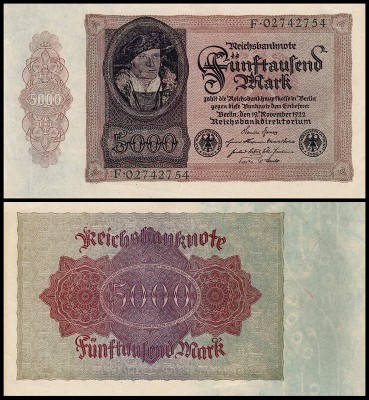 F·02742754
Reichsbanknote
Fünftausend
Mark
zahlt die Reichsbankhauptkasse in Berlin
gegen diese Banknote dem Einlieferer
Berlin, den 19. November 1922
Reichsbankdirektorium
5000
5000
F·02742754
Reichsbanknote
5000
Fünftausend Mark